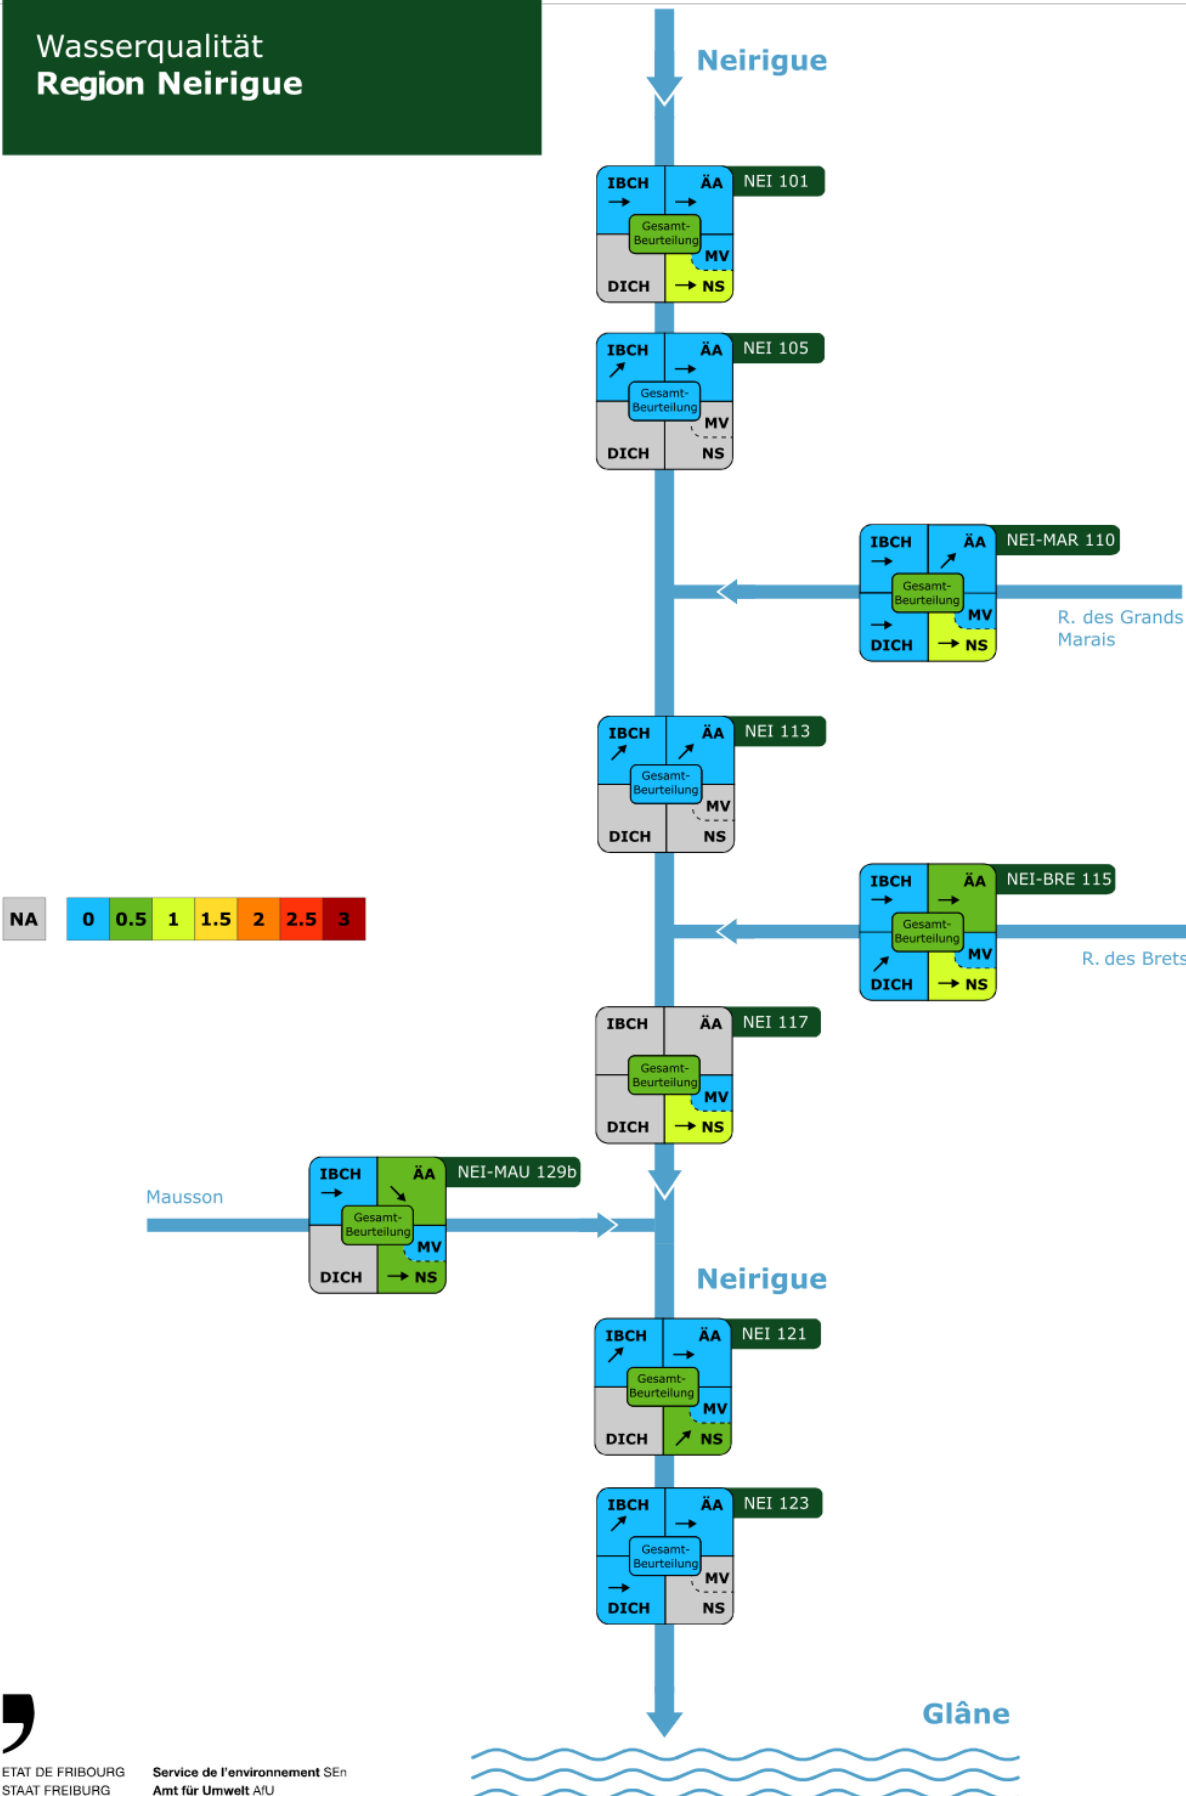 Wasserqualität
Region Neirigue
Neirigue
NEI 101
IBCH
ÄA
Gesamt-
Beurteilung
MV
DICH
NS
NEI 105
IBCH
ÄA
Gesamt-
Beurteilung
MV
DICH
NS
NEI-MAR 110
IBCH
ÄA
Gesamt-
Beurteilung
MV
DICH
NS
R. des Grands
Marais
NEI 113
IBCH
ÄA
Gesamt-
Beurteilung
MV
DICH
NS
NEI-BRE 115
IBCH
ÄA
Gesamt-
Beurteilung
MV
DICH
NS
R. des Brets
NA 0 0.5 1 1.5 2 2.5 3
NEI 117
IBCH
ÄA
Gesamt-
Beurteilung
MV
DICH
NS
NEI-MAU 129b
IBCH
ÄA
Gesamt-
Beurteilung
MV
DICH
NS
Mausson
Neirigue
NEI 121
IBCH
ÄA
Gesamt-
Beurteilung
MV
DICH
NS
NEI 123
IBCH
ÄA
Gesamt-
Beurteilung
MV
DICH
NS
Glâne
ETAT DE FRIBOURG
STAAT FREIBURG
Service de l'environnement SEn
Amt für Umwelt AfU